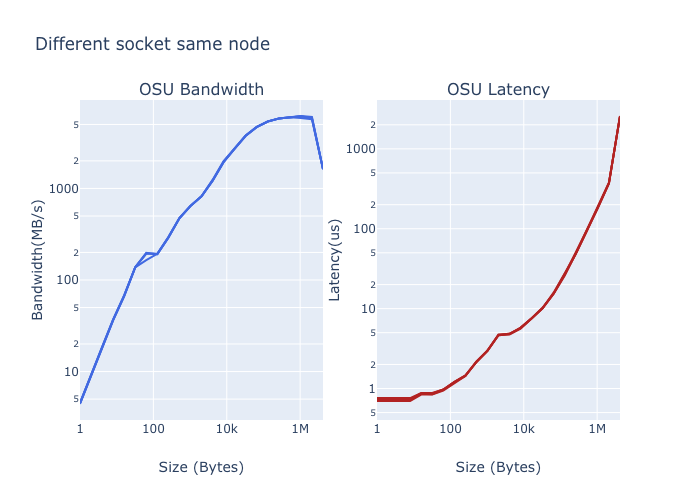 Different socket same node
OSU Bandwidth
OSU Latency
5
2
1000
5
2
100
5
2
10
5
1
100
10k
1M
Size (Bytes)
Bandwidth(MB/s)
2
1000
5
2
100
5
2
10
5
2
1
5
1
100
10k
1M
Size (Bytes)
Latency(us)